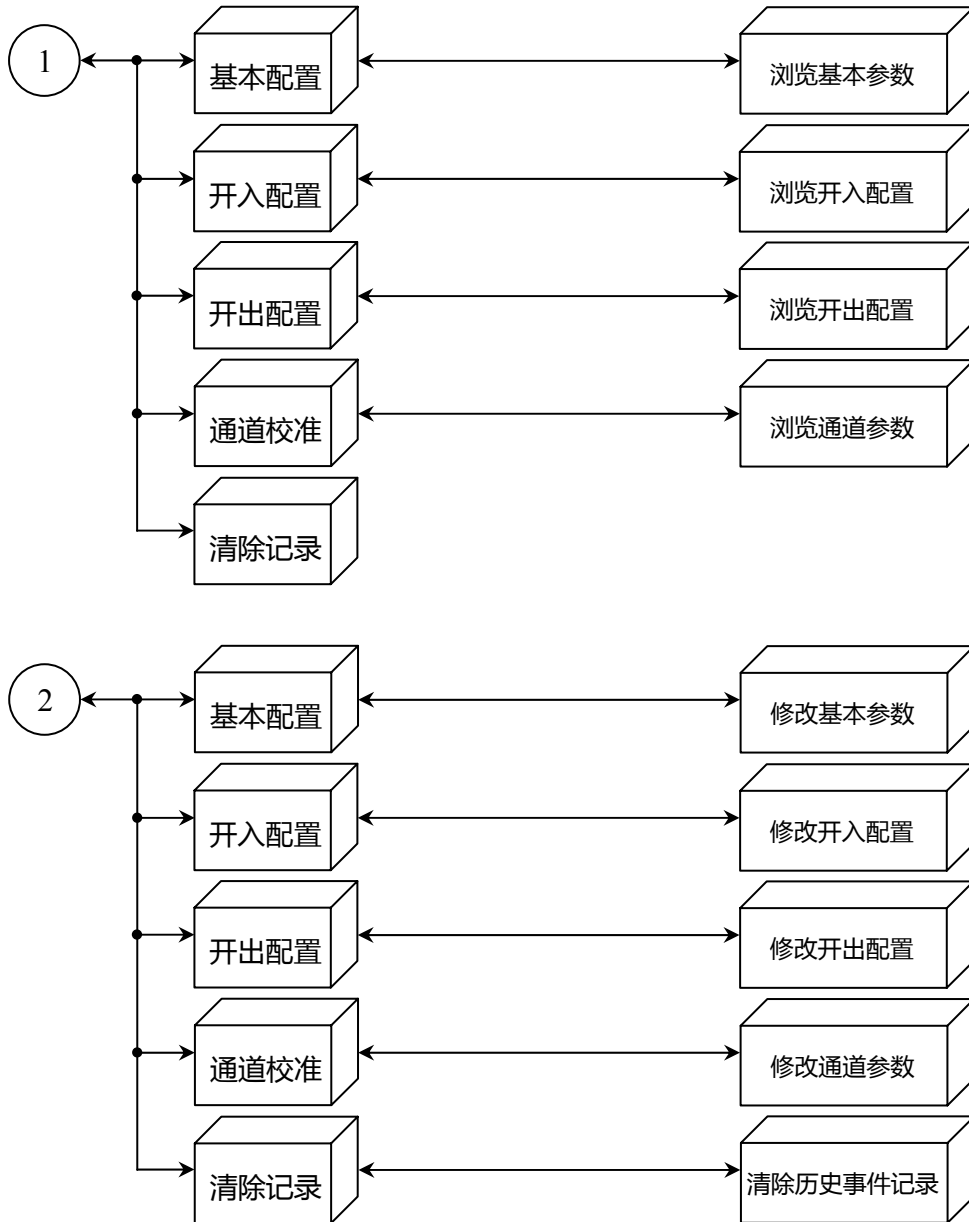 1
基本配置
浏览基本参数
开入配置
浏览开入配置
开出配置
浏览开出配置
通道校准
浏览通道参数
清除记录
2
基本配置
修改基本参数
开入配置
修改开入配置
开出配置
修改开出配置
通道校准
修改通道参数
清除记录
清除历史事件记录